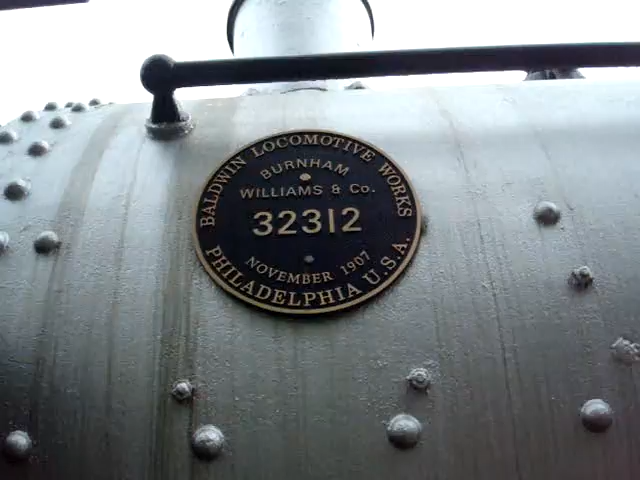 BALDWIN LOCOMOTIVE WORKS
BURNHAM
WILLIAMS & Co.
32312
NOVEMBER 1907
PHILADELPHIA U.S.A.